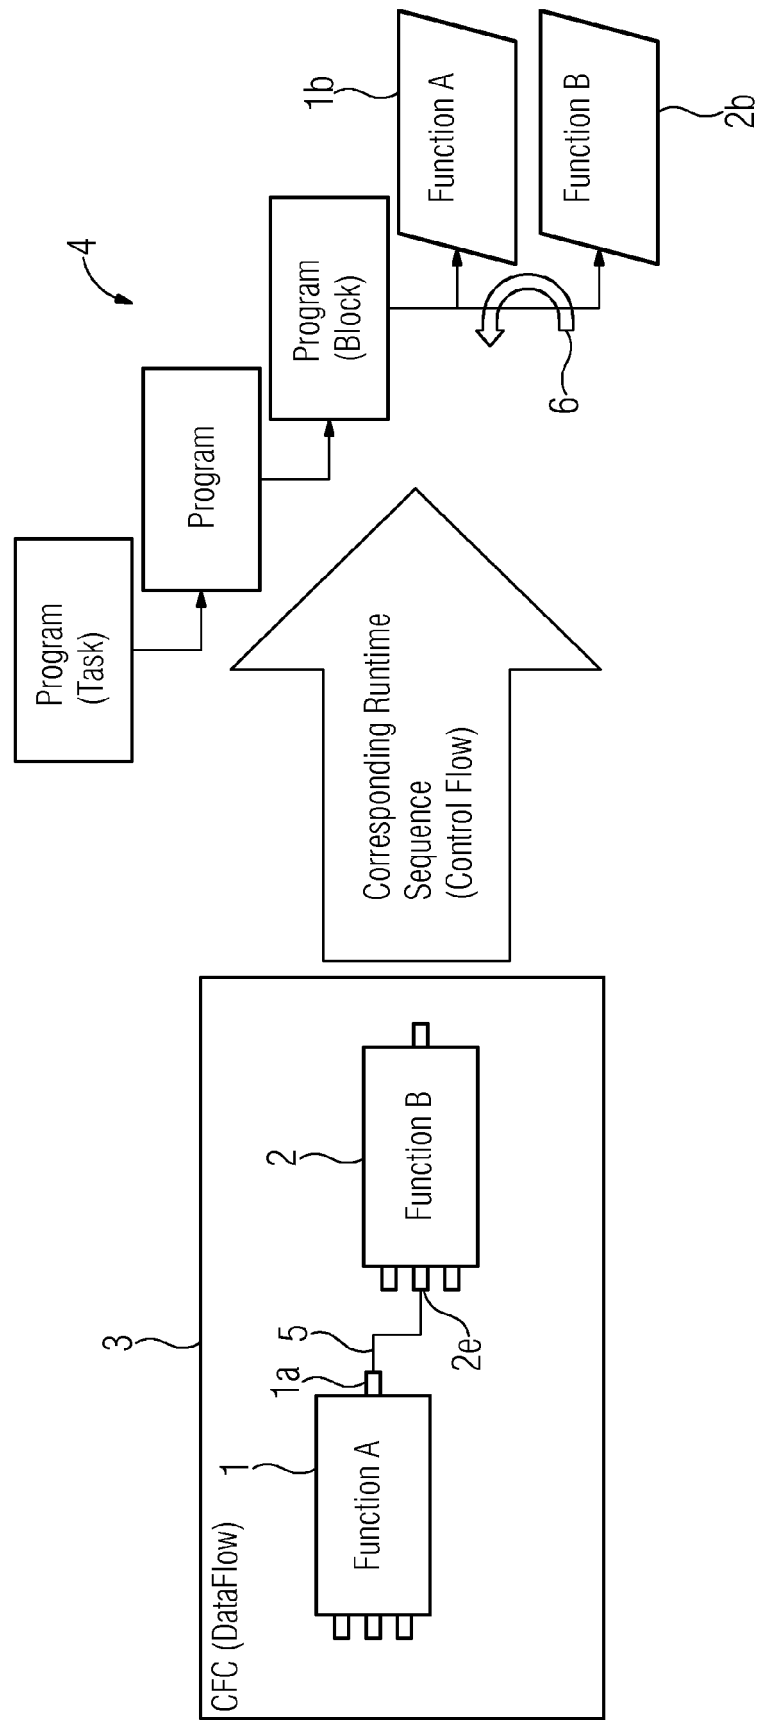 CFC (DataFlow)
3
1
Function A
1a
5
2e
2
Function B
Corresponding Runtime
Sequence
(Control Flow)
4
Program
(Task)
Program
Program
(Block)
6
1b
Function A
Function B
2b